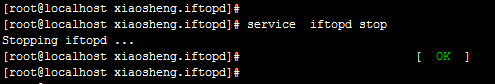 [root@localhost xiaosheng.iftopd]#
[root@localhost xiaosheng.iftopd]# service  iftopd stop
Stopping iftopd ...
[root@localhost xiaosheng.iftopd]#                         [  OK  ]
[root@localhost xiaosheng.iftopd]#